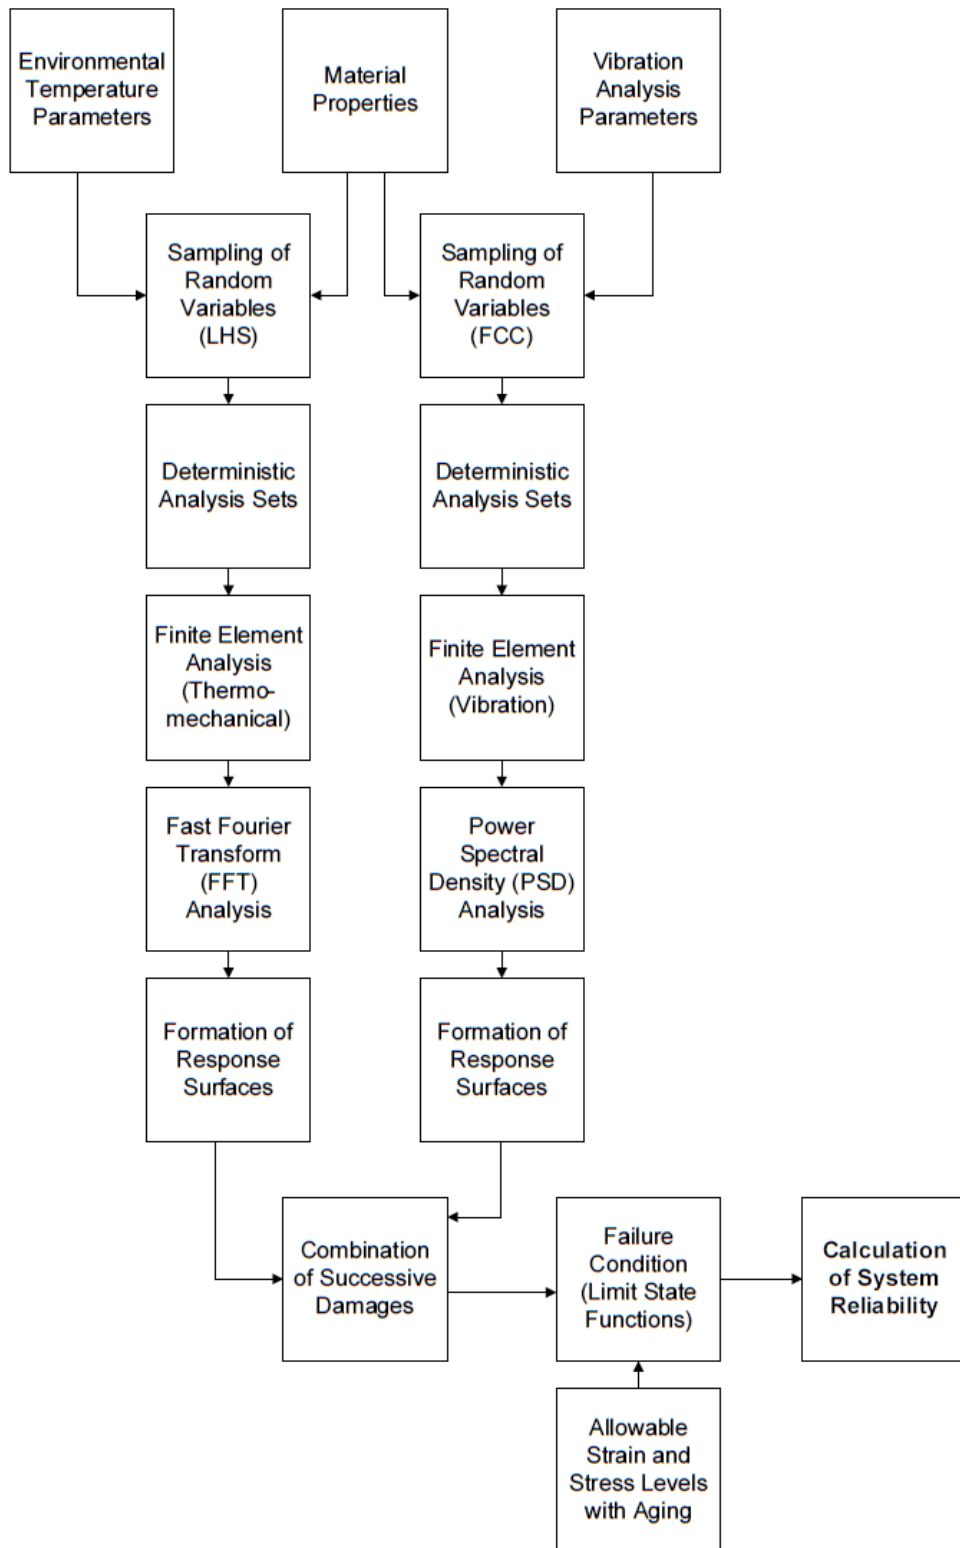 Environmental
Temperature
Parameters
Material
Properties
Vibration
Analysis
Parameters
Sampling of
Random
Variables
(LHS)
Sampling of
Random
Variables
(FCC)
Deterministic
Analysis Sets
Deterministic
Analysis Sets
Finite Element
Analysis
(Thermo-
mechanical)
Finite Element
Analysis
(Vibration)
Fast Fourier
Transform
(FFT)
Analysis
Power
Spectral
Density (PSD)
Analysis
Formation of
Response
Surfaces
Formation of
Response
Surfaces
Combination
of Successive
Damages
Failure
Condition
(Limit State
Functions)
Calculation
of System
Reliability
Allowable
Strain and
Stress Levels
with Aging